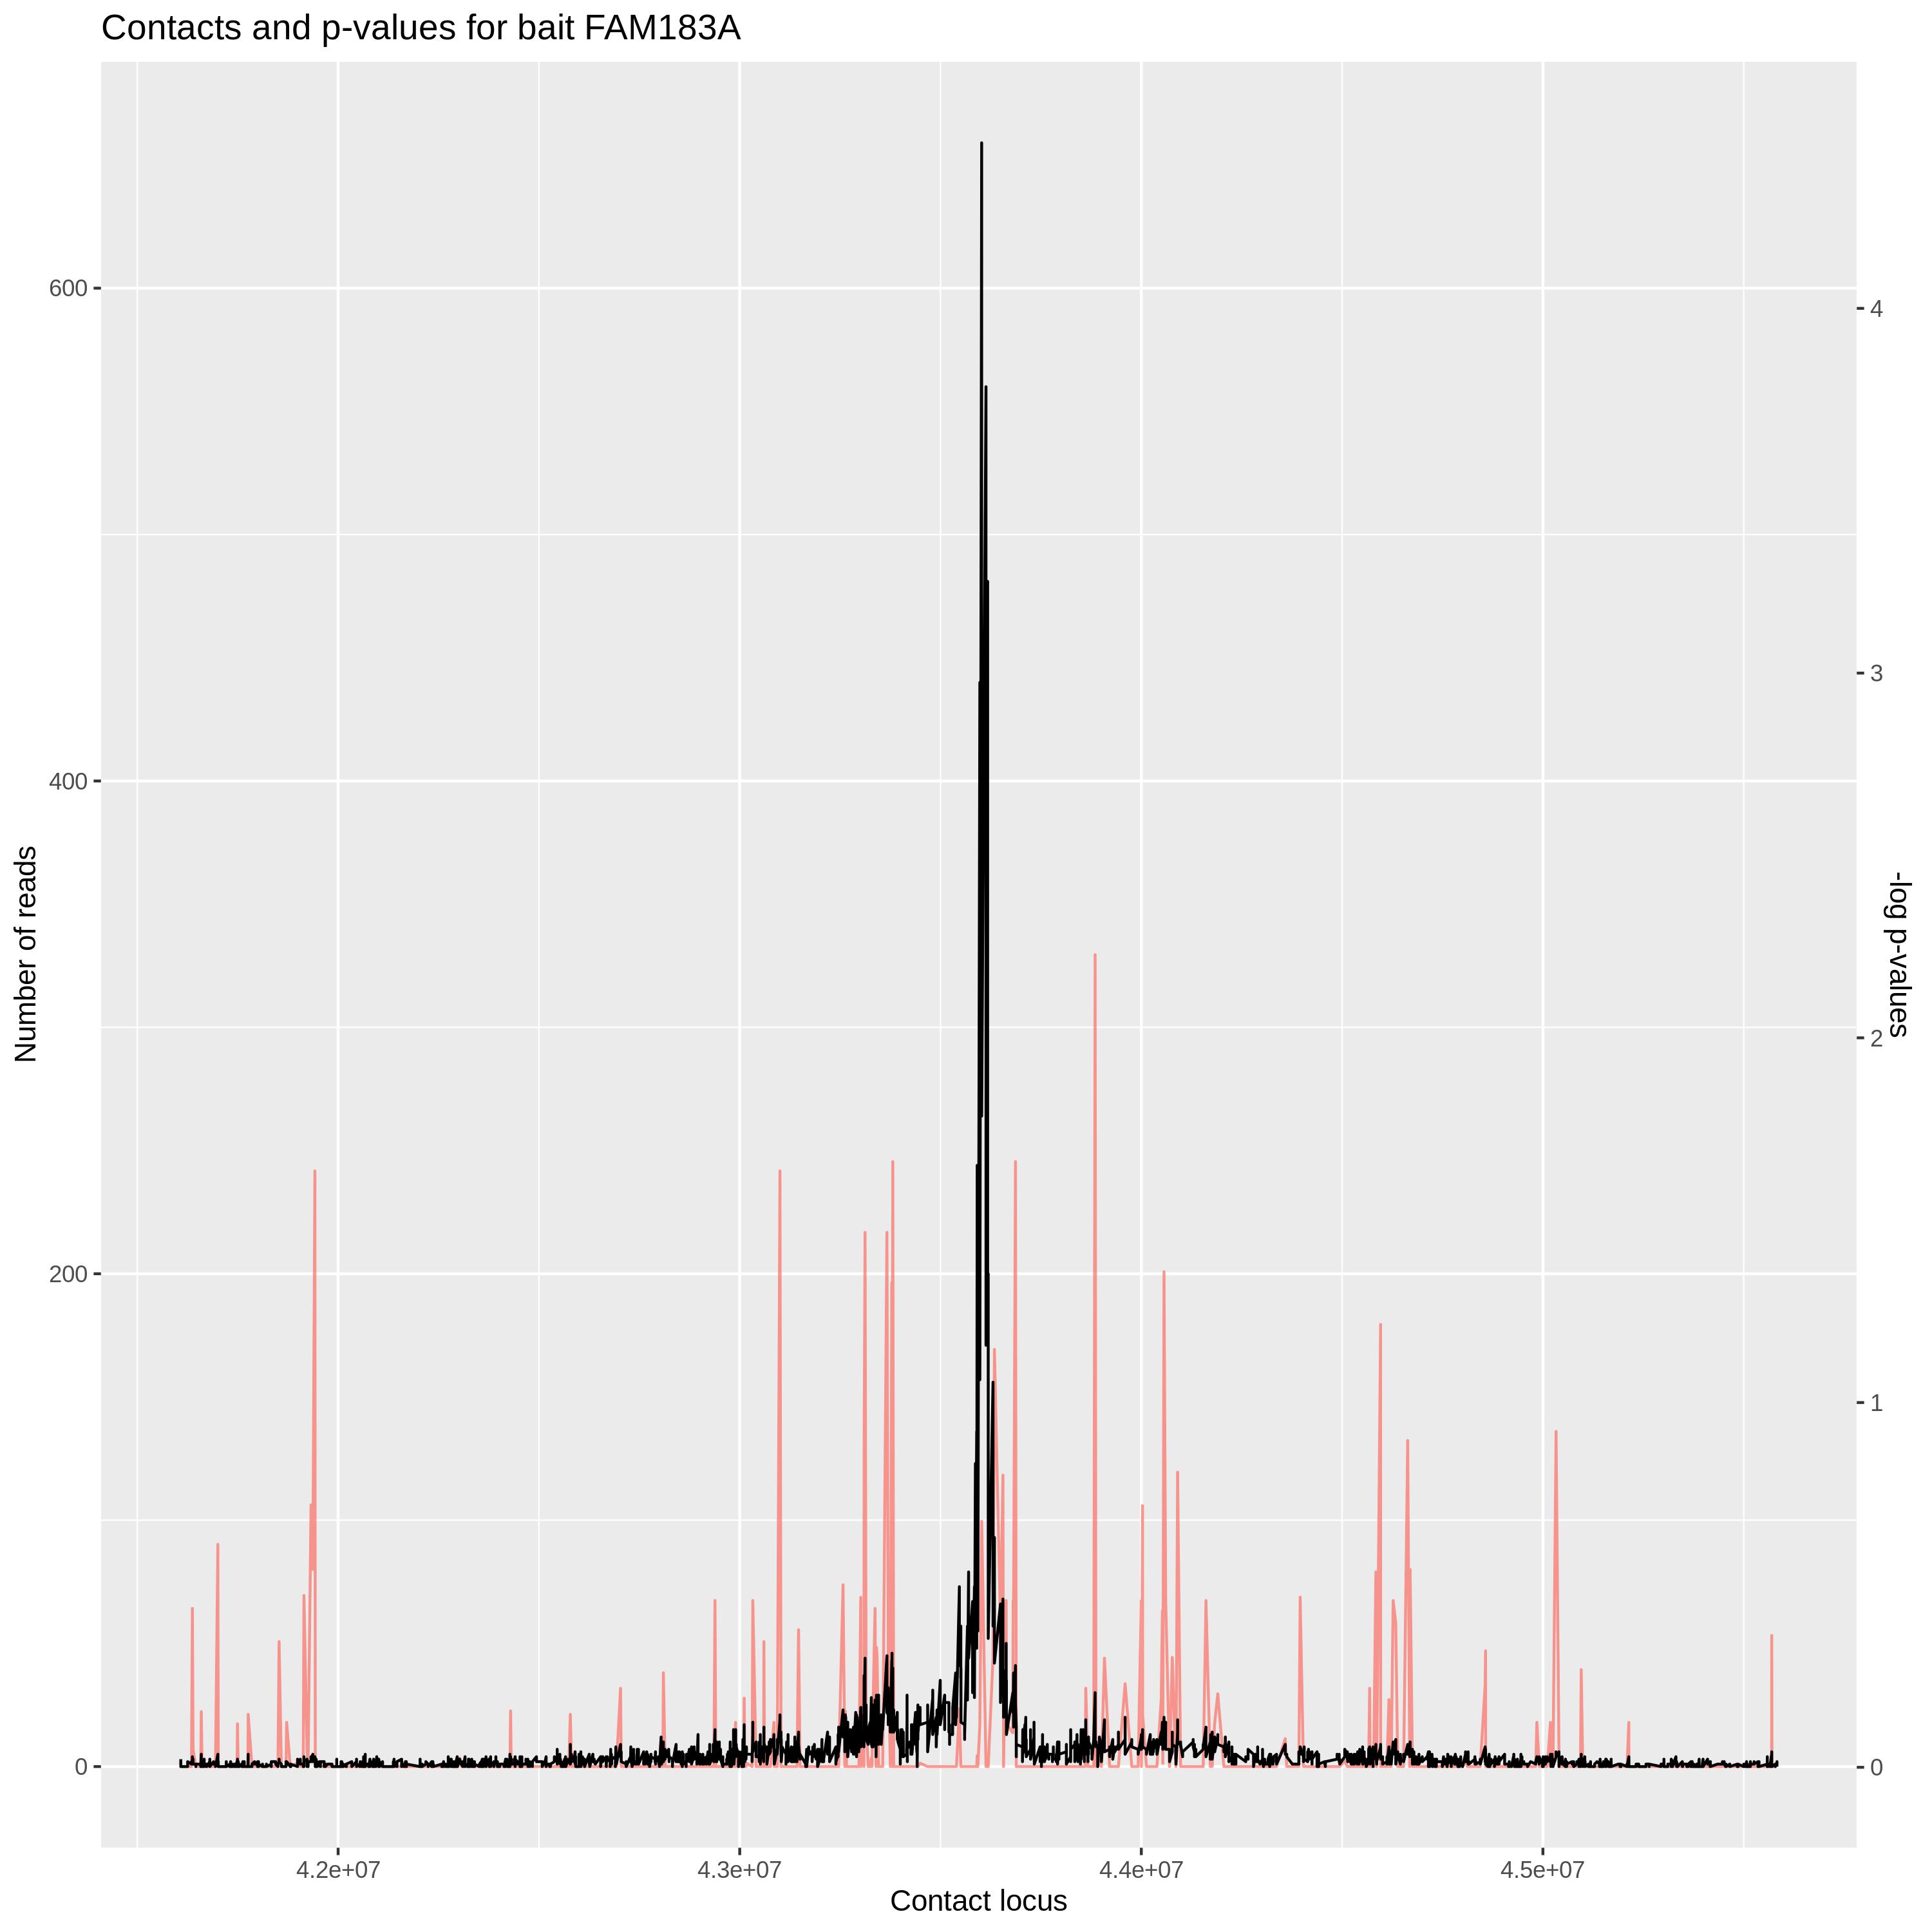 Contacts and p-values for bait FAM183A
600
400
200
0
Number of reads
4
3
2
1
0
-log p-values
4.2e+07
4.3e+07
4.4e+07
4.5e+07
Contact locus